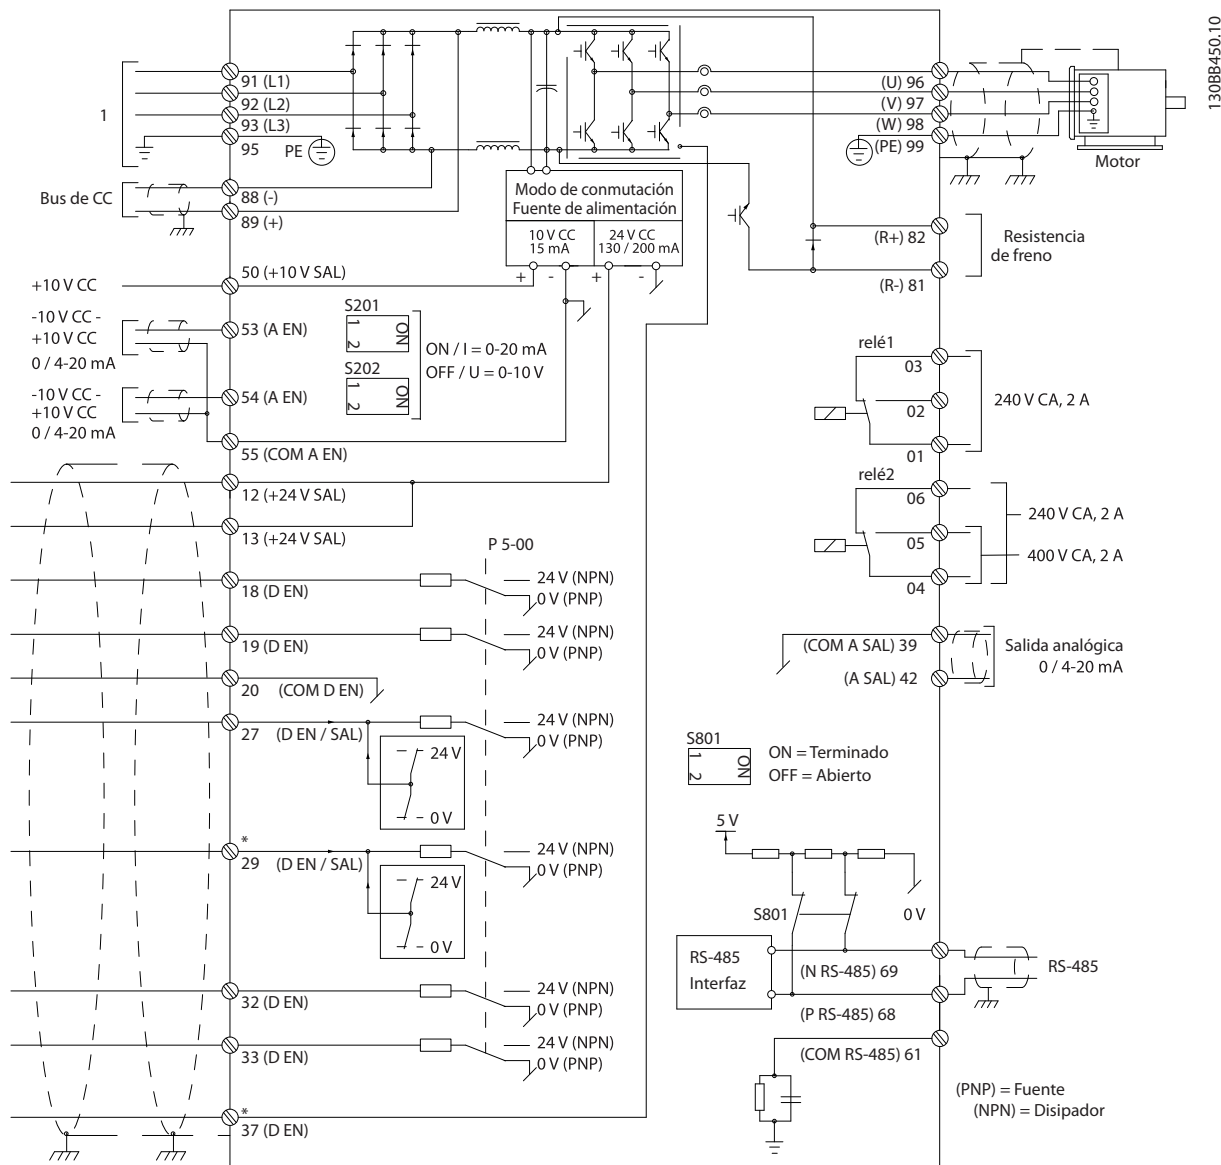 130BB450.10
1
91 (L1)
92 (L2)
93 (L3)
95
PE
(U) 96
(V) 97
(W) 98
(PE) 99
Motor
Bus de CC
88 (-)
89 (+)
Modo de conmutación
Fuente de alimentación
10 V CC
15 mA
24 V CC
130 / 200 mA
+ - + -
(R+) 82
(R-) 81
Resistencia
de freno
+10 V CC
50 (+10 V SAL)
-10 V CC -
+10 V CC
0 / 4-20 mA
53 (A EN)
-10 V CC -
+10 V CC
0 / 4-20 mA
54 (A EN)
55 (COM A EN)
S201
1
2
ON
S202
1
2
ON
ON / I = 0-20 mA
OFF / U = 0-10 V
relé1
03
02
01
240 V CA, 2 A
relé2
06
05
04
240 V CA, 2 A
400 V CA, 2 A
12 (+24 V SAL)
13 (+24 V SAL)
P 5-00
18 (D EN)
24 V (NPN)
0 V (PNP)
19 (D EN)
24 V (NPN)
0 V (PNP)
20 (COM D EN)
27 (D EN / SAL)
24 V (NPN)
0 V (PNP)
24 V
0 V
*
29 (D EN / SAL)
24 V (NPN)
0 V (PNP)
24 V
0 V
32 (D EN)
24 V (NPN)
0 V (PNP)
33 (D EN)
24 V (NPN)
0 V (PNP)
*
37 (D EN)
(COM A SAL) 39
(A SAL) 42
Salida analógica
0 / 4-20 mA
S801
1
2
ON
ON = Terminado
OFF = Abierto
5 V
S801
0 V
RS-485
Interfaz
(N RS-485) 69
(P RS-485) 68
(COM RS-485) 61
RS-485
(PNP) = Fuente
(NPN) = Disipador